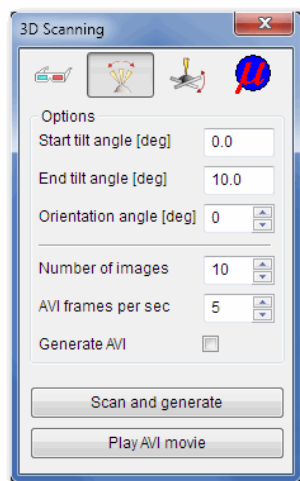 3D Scanning
μ
Options
Start tilt angle [deg] 0.0
End tilt angle [deg] 10.0
Orientation angle [deg] 0
Number of images 10
AVI frames per sec 5
Generate AVI
Scan and generate
Play AVI movie